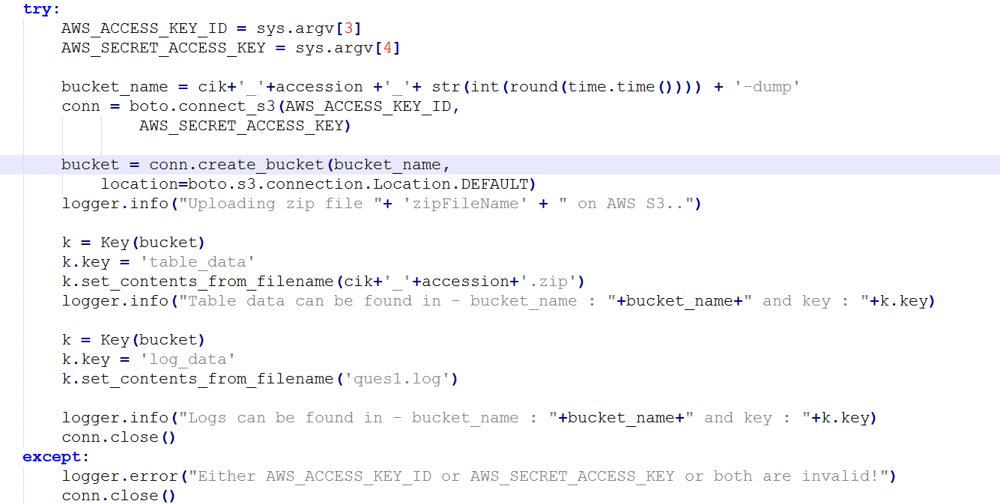 try:
AWS_ACCESS_KEY_ID = sys.argv[3]
AWS_SECRET_ACCESS_KEY = sys.argv[4]
bucket_name = cik+'_'+accession +'_'+ str(int(round(time.time()))) + '-dump'
conn = boto.connect_s3(AWS_ACCESS_KEY_ID,
AWS_SECRET_ACCESS_KEY)
bucket = conn.create_bucket(bucket_name,
location=boto.s3.connection.Location.DEFAULT)
logger.info("Uploading zip file "+ 'zipFileName' + " on AWS S3..")
k = Key(bucket)
k.key = 'table_data'
k.set_contents_from_filename(cik+'_'+accession+'.zip')
logger.info("Table data can be found in - bucket_name : "+bucket_name+" and key : "+k.key)
k = Key(bucket)
k.key = 'log_data'
k.set_contents_from_filename('ques1.log')
logger.info("Logs can be found in - bucket_name : "+bucket_name+" and key : "+k.key)
conn.close()
except:
logger.error("Either AWS_ACCESS_KEY_ID or AWS_SECRET_ACCESS_KEY or both are invalid!")
conn.close()